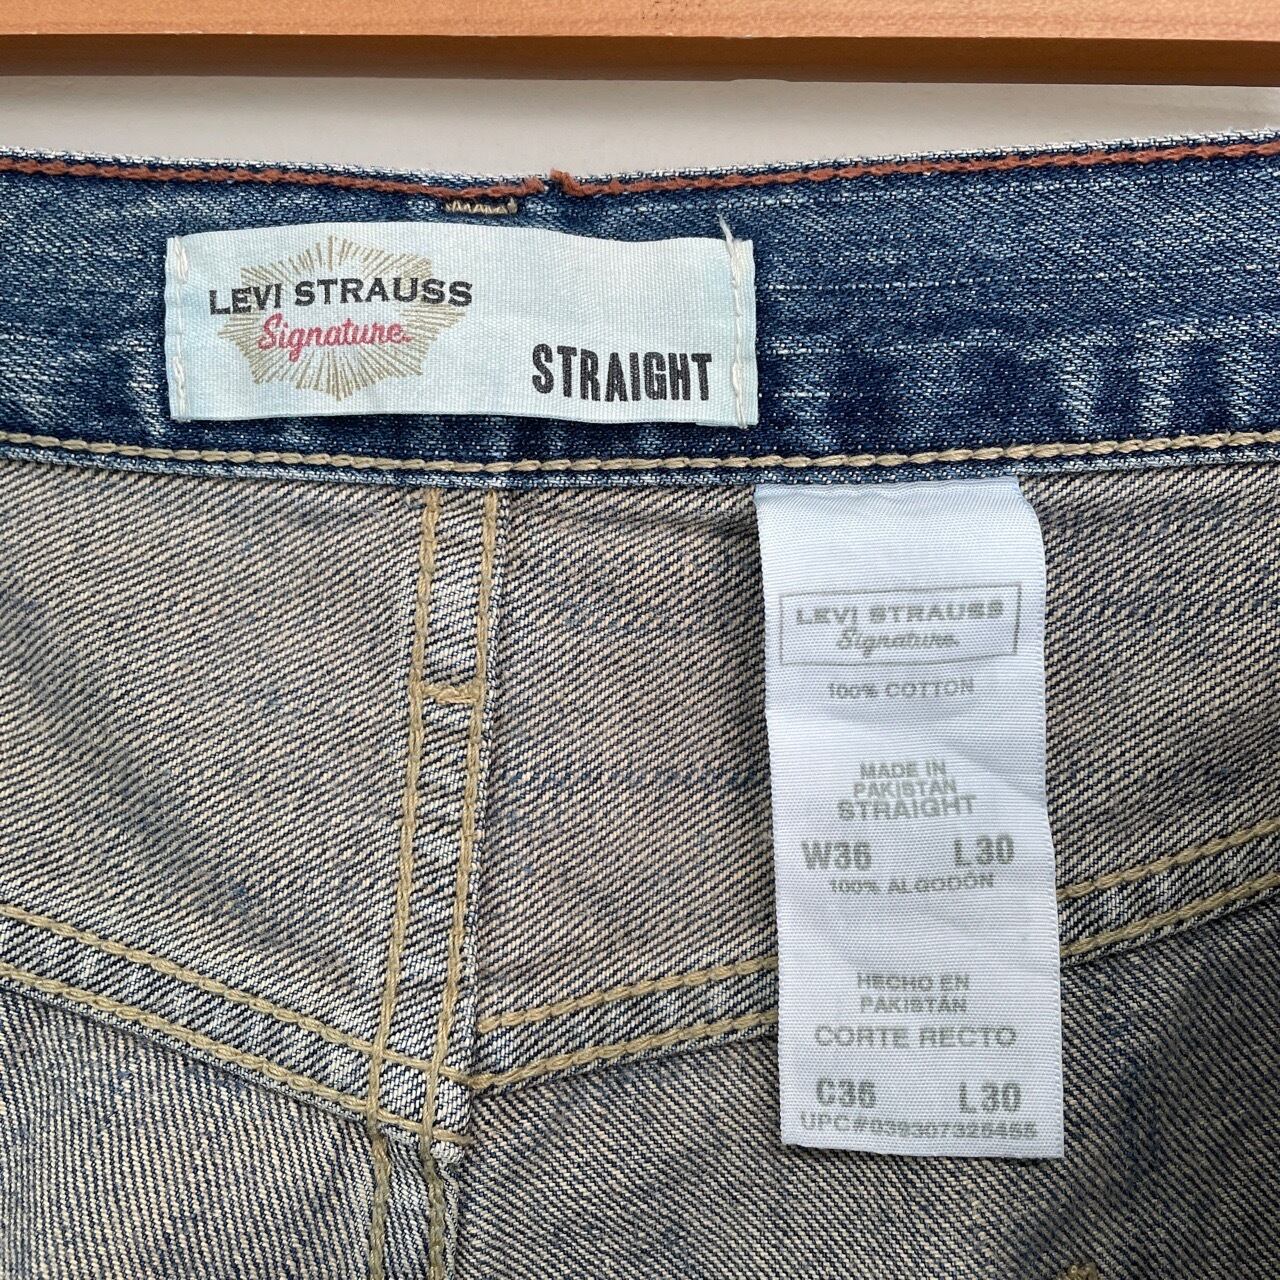 LEVI STRAUSS
Signature
STRAIGHT
LEVI STRAUSS
Signature
100% COTTON
MADE IN
PAKISTAN
STRAIGHT
W36 L30
100% ALGODÓN
HECHO EN
PAKISTÁN
CORTE RECTO
C36 L30